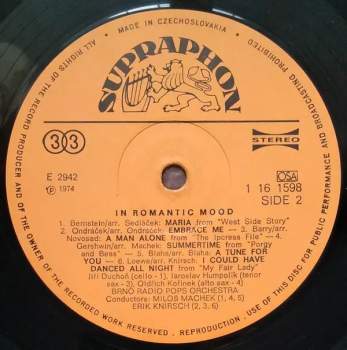 MADE IN CZECHOSLOVAKIA
ALL RIGHTS OF THE RECORD PRODUCER AND OF THE OWNER OF THE WORK REPRODUCED RESERVED . REPRODUCTION . USE OF THIS DISC FOR PUBLIC PERFORMANCE AND BROADCASTING PROHIBITED
SUPRAPHON
33
STEREO
E 2942
℗ 1974
OSA
1 16 1598
SIDE 2
IN ROMANTIC MOOD
1. Bernstein/arr. Sedláček: MARIA from "West Side Story"
2. Ondráček/arr. Ondráček: EMBRACE ME - 3. Barry/arr.
Novosad: A MAN ALONE from "The Ipcress File" -
4. Gershwin/arr. Machek: SUMMERTIME from "Porgy
and Bess" - 5. Blaha/arr. Blaha: A TUNE FOR
YOU - 6. Loewe/arr. Knirsch: I COULD HAVE
DANCED ALL NIGHT from "My Fair Lady"
Jiří Duchoň (cello - 1), Jaroslav Humpolík (tenor
sax - 3), Oldřich Kořínek (alto sax - 4)
BRNO RADIO POPS ORCHESTRA
Conductors: MILOŠ MACHEK (1, 4, 5)
ERIK KNIRSCH (2, 3, 6)